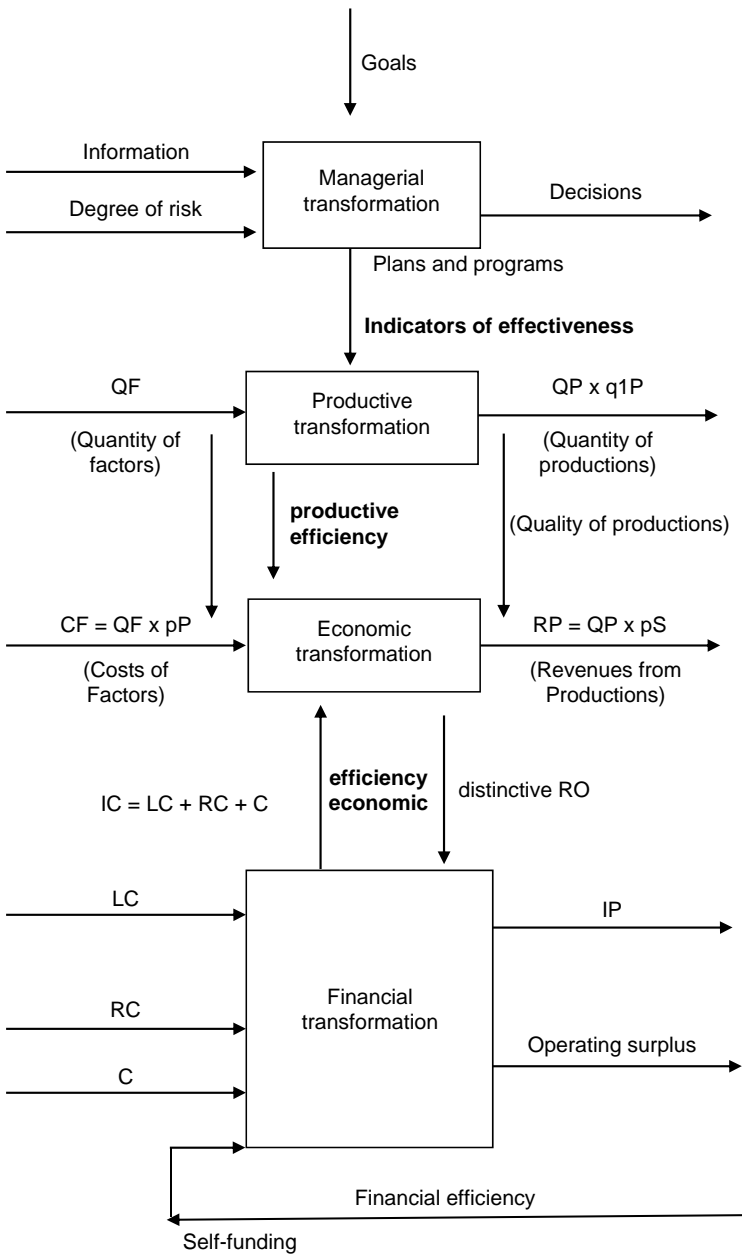 Goals
Information
Managerial
transformation
Degree of risk
Decisions
Plans and programs
Indicators of effectiveness
QF
Productive
transformation
QP x q1P
(Quantity of
factors)
(Quantity of
productions)
productive
efficiency
(Quality of productions)
CF = QF x pP
Economic
transformation
RP = QP x pS
(Costs of
Factors)
(Revenues from
Productions)
IC = LC + RC + C
efficiency
economic
distinctive RO
LC
IP
RC
Financial
transformation
Operating surplus
C
Financial efficiency
Self-funding